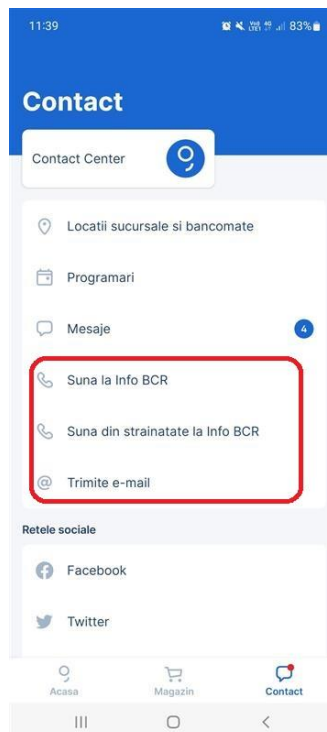 11:39
83%
Contact
Contact Center
Locatii sucursale si bancomate
Programari
Mesaje
4
Suna la Info BCR
Suna din strainatate la Info BCR
Trimite e-mail
Retele sociale
Facebook
Twitter
Acasa
Magazin
Contact